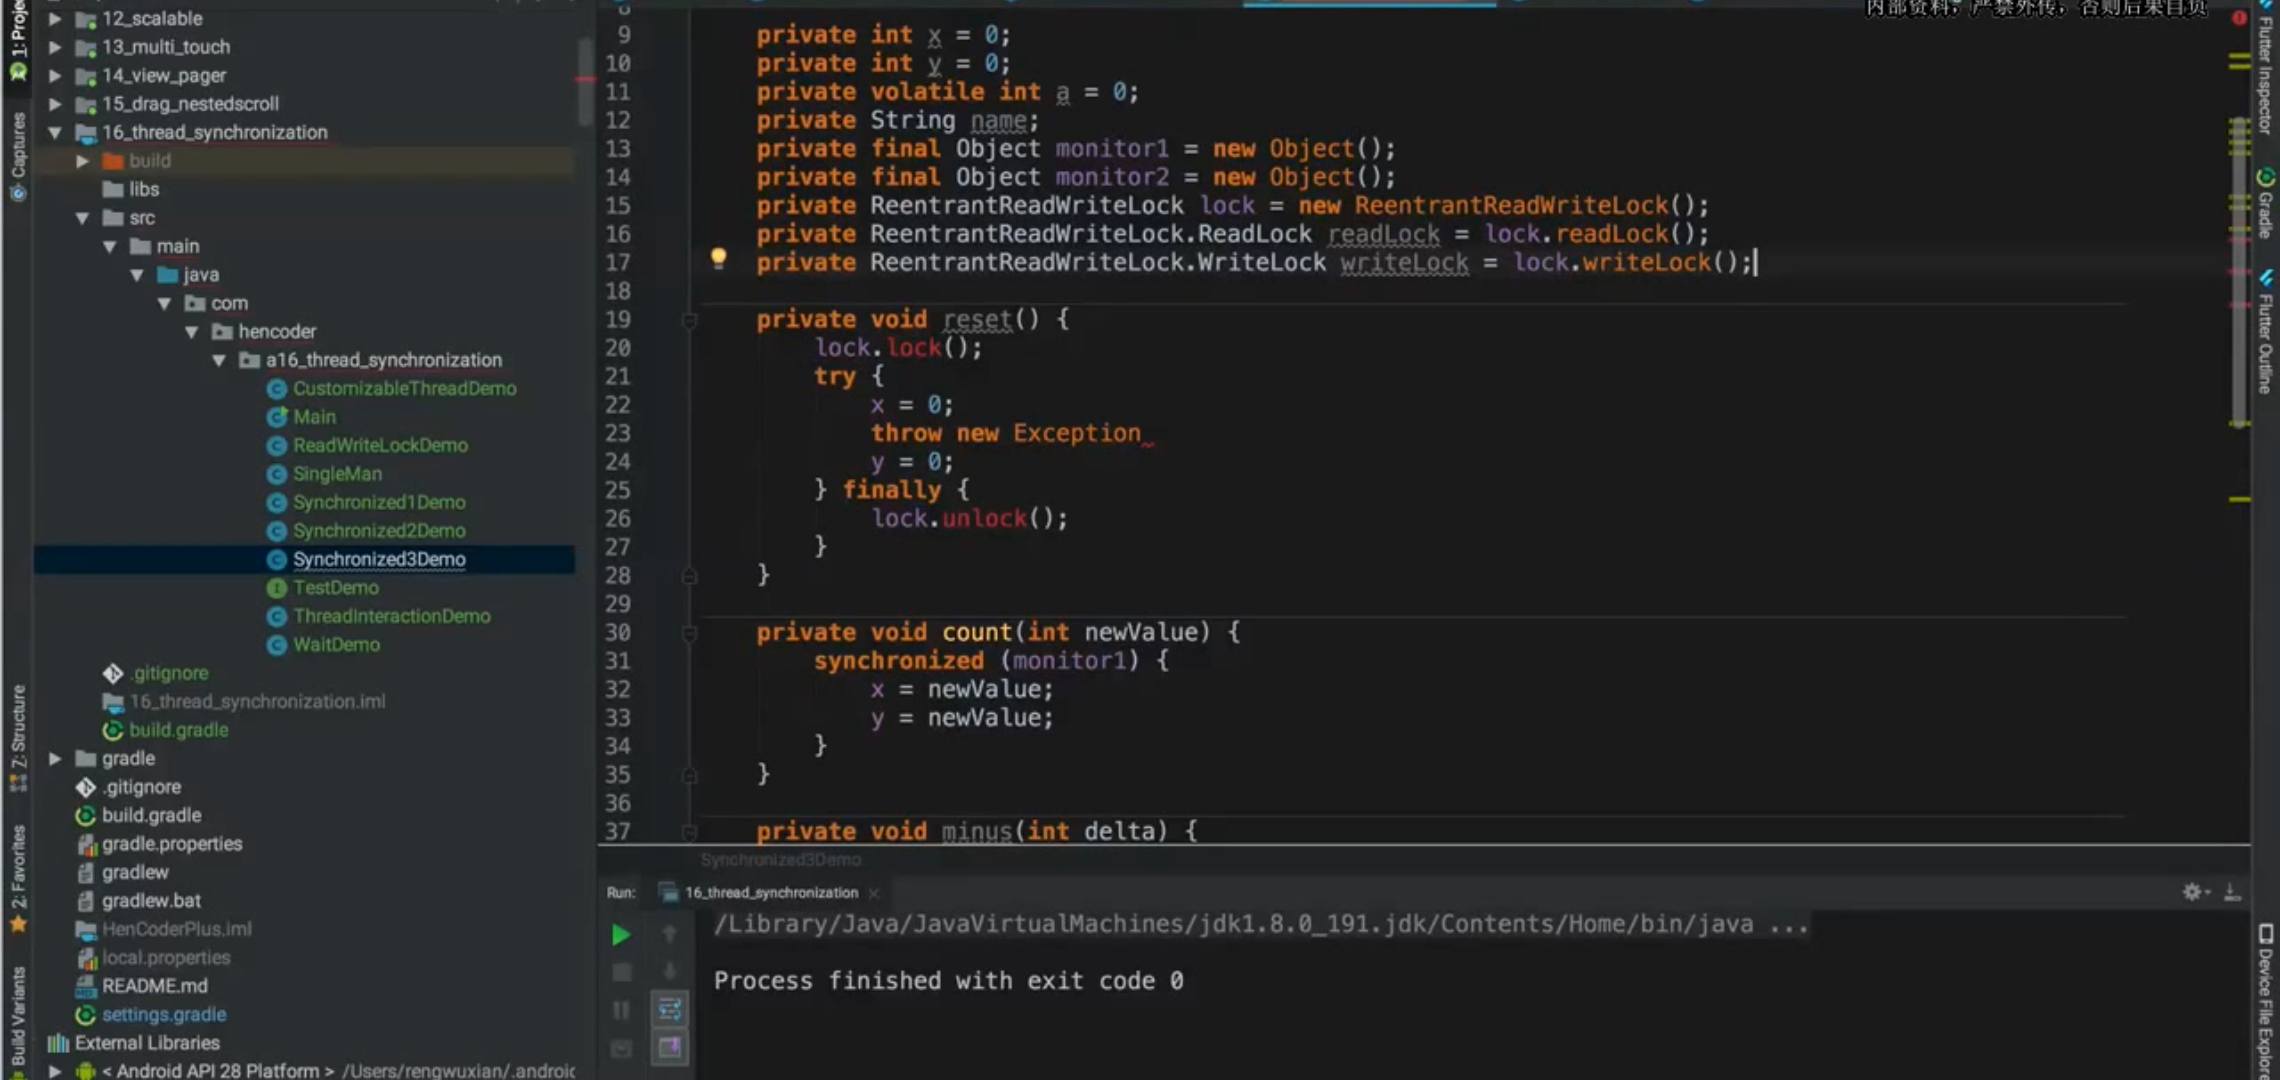 内部资料，严禁外传，否则后果自负
1: Project
Captures
7: Structure
2: Favorites
Build Variants
12_scalable
13_multi_touch
14_view_pager
15_drag_nestedscroll
16_thread_synchronization
build
libs
src
main
java
com
hencoder
a16_thread_synchronization
CustomizableThreadDemo
Main
ReadWriteLockDemo
SingleMan
Synchronized1Demo
Synchronized2Demo
Synchronized3Demo
TestDemo
ThreadInteractionDemo
WaitDemo
.gitignore
16_thread_synchronization.iml
build.gradle
gradle
.gitignore
build.gradle
gradle.properties
gradlew
gradlew.bat
HenCoderPlus.iml
local.properties
README.md
settings.gradle
External Libraries
< Android API 28 Platform > /Users/rengwuxian/.androic
8
9 private int x = 0;
10 private int y = 0;
11 private volatile int a = 0;
12 private String name;
13 private final Object monitor1 = new Object();
14 private final Object monitor2 = new Object();
15 private ReentrantReadWriteLock lock = new ReentrantReadWriteLock();
16 private ReentrantReadWriteLock.ReadLock readLock = lock.readLock();
17 private ReentrantReadWriteLock.WriteLock writeLock = lock.writeLock();
18
19 private void reset() {
20 lock.lock();
21 try {
22 x = 0;
23 throw new Exception
24 y = 0;
25 } finally {
26 lock.unlock();
27 }
28 }
29
30 private void count(int newValue) {
31 synchronized (monitor1) {
32 x = newValue;
33 y = newValue;
34 }
35 }
36
37 private void minus(int delta) {
Synchronized3Demo
Run: 16_thread_synchronization
/Library/Java/JavaVirtualMachines/jdk1.8.0_191.jdk/Contents/Home/bin/java ...
Process finished with exit code 0
Flutter Inspector
Gradle
Flutter Outline
Device File Explorer